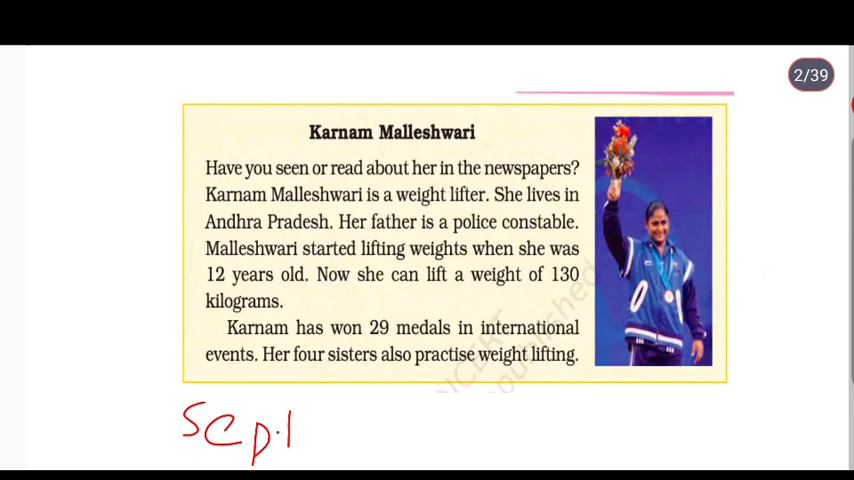 2/39
Karnam Malleshwari
Have you seen or read about her in the newspapers?
Karnam Malleshwari is a weight lifter. She lives in
Andhra Pradesh. Her father is a police constable.
Malleshwari started lifting weights when she was
12 years old. Now she can lift a weight of 130
kilograms.
Karnam has won 29 medals in international
events. Her four sisters also practise weight lifting.